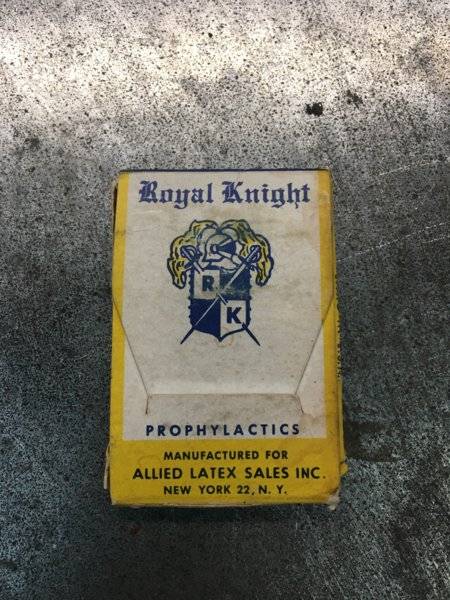 Royal Knight
R
K
PROPHYLACTICS
MANUFACTURED FOR
ALLIED LATEX SALES INC.
NEW YORK 22, N. Y.